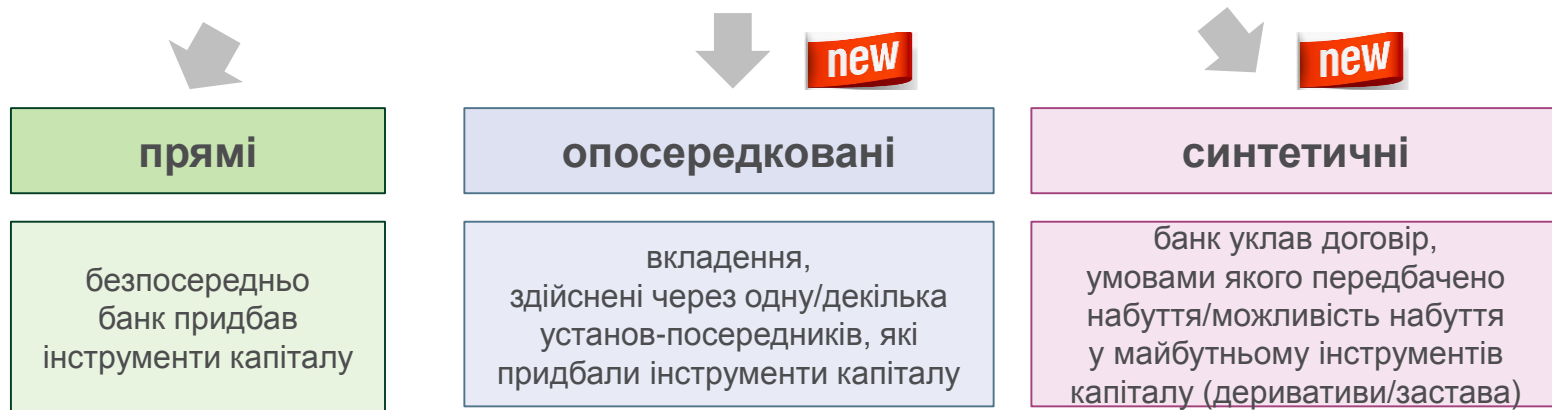 new
new
прямі
опосередковані
синтетичні
безпосередньо
банк придбав
інструменти капіталу
вкладення,
здійснені через одну/декілька
установ-посередників, які
придбали інструменти капіталу
банк уклав договір,
умовами якого передбачено
набуття/можливість набуття
у майбутньому інструментів
капіталу (деривативи/застава)